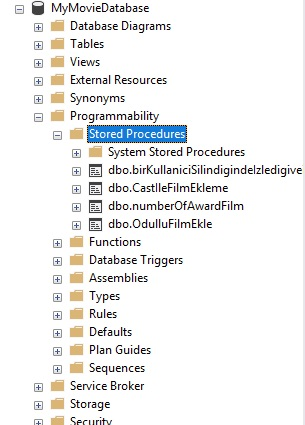 MyMovieDatabase
Database Diagrams
Tables
Views
External Resources
Synonyms
Programmability
Stored Procedures
System Stored Procedures
dbo.birKullaniciSilindigindeIzledigive
dbo.CastIleFilmEkleme
dbo.numberOfAwardFilm
dbo.OdulluFilmEkle
Functions
Database Triggers
Assemblies
Types
Rules
Defaults
Plan Guides
Sequences
Service Broker
Storage
Security